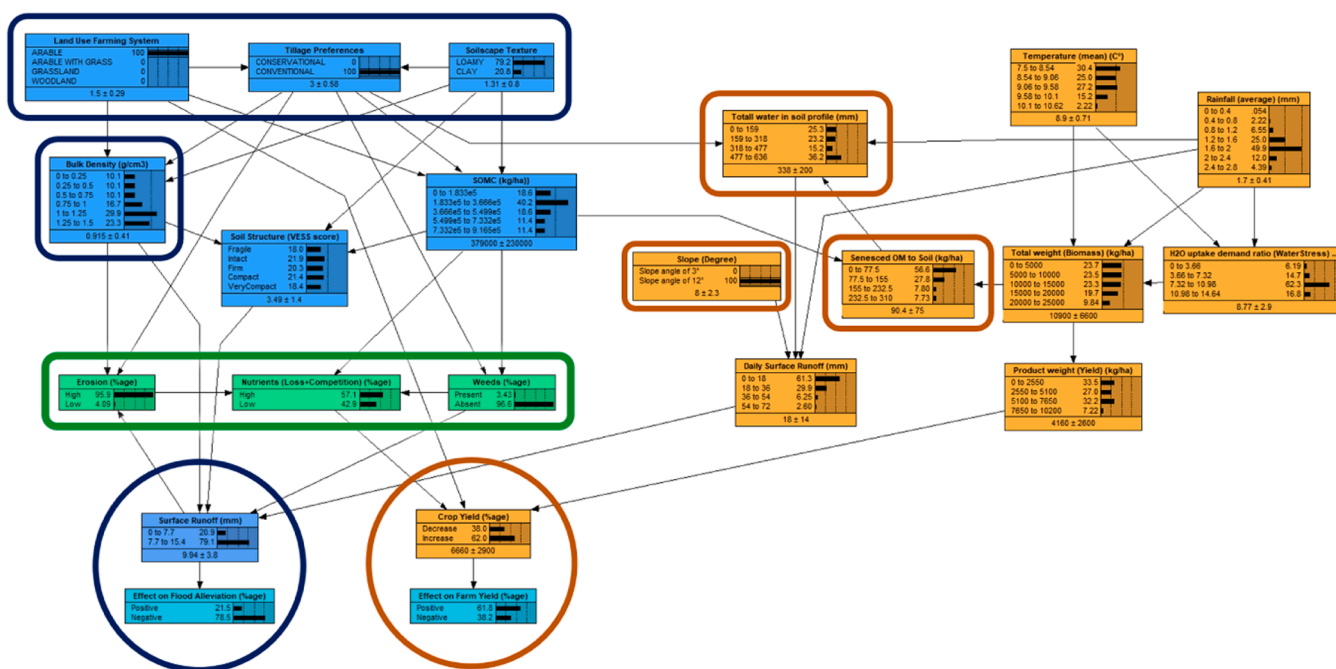 Land Use Farming System
ARABLE 100
ARABLE WITH GRASS 0
GRASSLAND 0
WOODLAND 0
1.5 ± 0.29
Tillage Preferences
CONSERVATIONAL 0
CONVENTIONAL 100
3 ± 0.58
Soilscape Texture
LOAMY 79.2
CLAY 20.8
1.31 ± 0.8
Temperature (mean) (C°)
7.5 to 8.54 30.4
8.54 to 9.06 25.0
9.06 to 9.58 27.2
9.58 to 10.1 15.2
10.1 to 10.62 2.22
8.9 ± 0.71
Rainfall (average) (mm)
0 to 0.4 .054
0.4 to 0.8 2.22
0.8 to 1.2 6.55
1.2 to 1.6 25.0
1.6 to 2 49.9
2 to 2.4 12.0
2.4 to 2.8 4.39
1.7 ± 0.41
Totall water in soil profile (mm)
0 to 159 25.3
159 to 318 23.2
318 to 477 15.2
477 to 636 36.2
338 ± 200
Bulk Density (g/cm3)
0 to 0.25 10.1
0.25 to 0.5 10.1
0.5 to 0.75 10.1
0.75 to 1 16.7
1 to 1.25 29.9
1.25 to 1.5 23.3
0.915 ± 0.41
SOMC (kg/ha))
0 to 1.833e5 18.6
1.833e5 to 3.666e5 40.2
3.666e5 to 5.499e5 18.6
5.499e5 to 7.332e5 11.4
7.332e5 to 9.165e5 11.4
379000 ± 230000
Soil Structure (VESS score)
Fragile 18.0
Intact 21.9
Firm 20.3
Compact 21.4
VeryCompact 18.4
3.49 ± 1.4
Slope (Degree)
Slope angle of 3° 0
Slope angle of 12° 100
8 ± 2.3
Senesced OM to Soil (kg/ha)
0 to 77.5 56.6
77.5 to 155 27.8
155 to 232.5 7.80
232.5 to 310 7.73
90.4 ± 75
Total weight (Biomass) (kg/ha)
0 to 5000 23.7
5000 to 10000 23.5
10000 to 15000 23.3
15000 to 20000 19.7
20000 to 25000 9.84
10900 ± 6600
H2O uptake demand ratio (WaterStress) ...
0 to 3.66 6.19
3.66 to 7.32 14.7
7.32 to 10.98 62.3
10.98 to 14.64 16.8
8.77 ± 2.9
Erosion (%age)
High 95.9
Low 4.09
Nutrients (Loss+Competition) (%age)
High 57.1
Low 42.9
Weeds (%age)
Present 3.43
Absent 96.6
Daily Surface Runoff (mm)
0 to 18 61.3
18 to 36 29.9
36 to 54 6.25
54 to 72 2.60
18 ± 14
Product weight (Yield) (kg/ha)
0 to 2550 33.5
2550 to 5100 27.0
5100 to 7650 32.2
7650 to 10200 7.22
4160 ± 2600
Surface Runoff (mm)
0 to 7.7 20.9
7.7 to 15.4 79.1
9.94 ± 3.8
Crop Yield (%age)
Decrease 38.0
Increase 62.0
6660 ± 2900
Effect on Flood Alleviation (%age)
Positive 21.5
Negative 78.5
Effect on Farm Yield (%age)
Positive 61.8
Negative 38.2